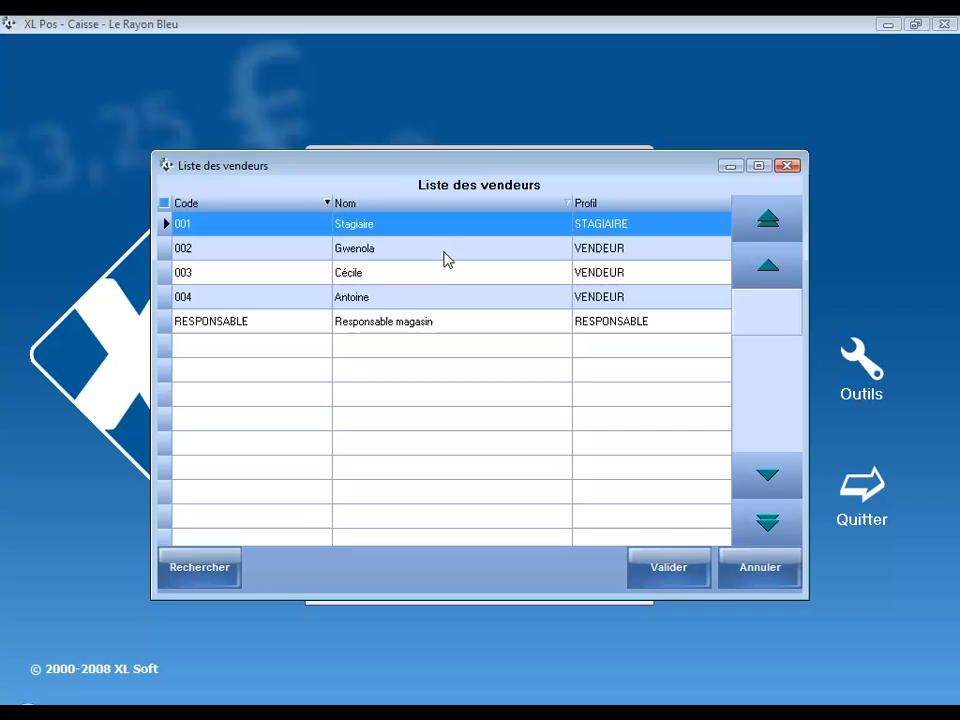 XL Pos - Caisse - Le Rayon Bleu
53,25 €
Liste des vendeurs
Liste des vendeurs
Code Nom Profil
001 Stagiaire STAGIAIRE
002 Gwenola VENDEUR
003 Cécile VENDEUR
004 Antoine VENDEUR
RESPONSABLE Responsable magasin RESPONSABLE
Outils
Quitter
Rechercher Valider Annuler
© 2000-2008 XL Soft